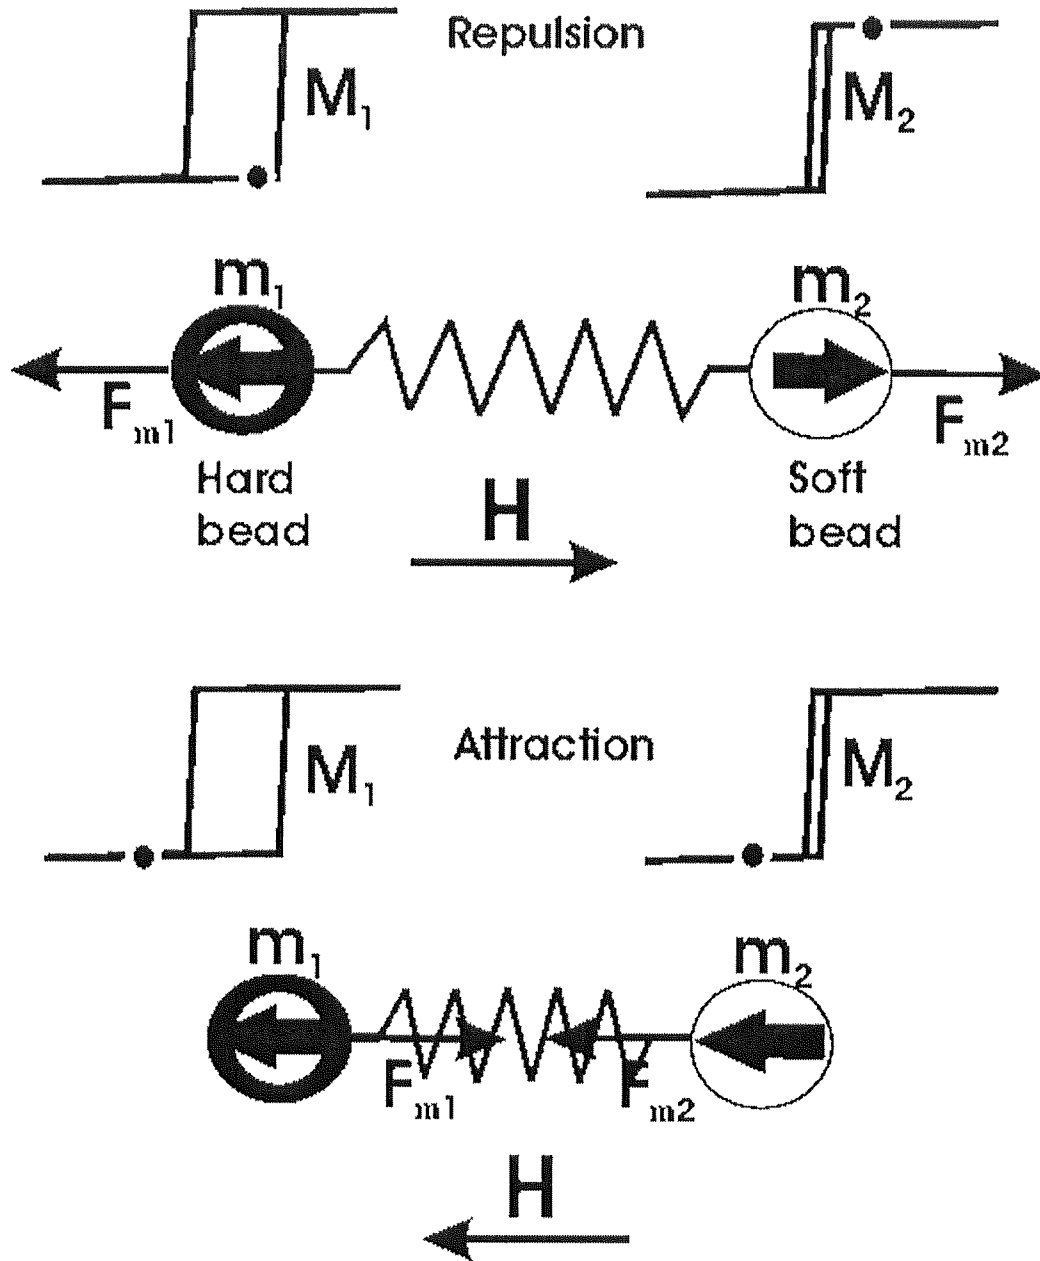 Repulsion
M₁
M₂
m₁
m₂
Fm1
Fm2
Hard
bead
Soft
bead
H
Attraction
M₁
M₂
m₁
m₂
Fm1
Fm2
H